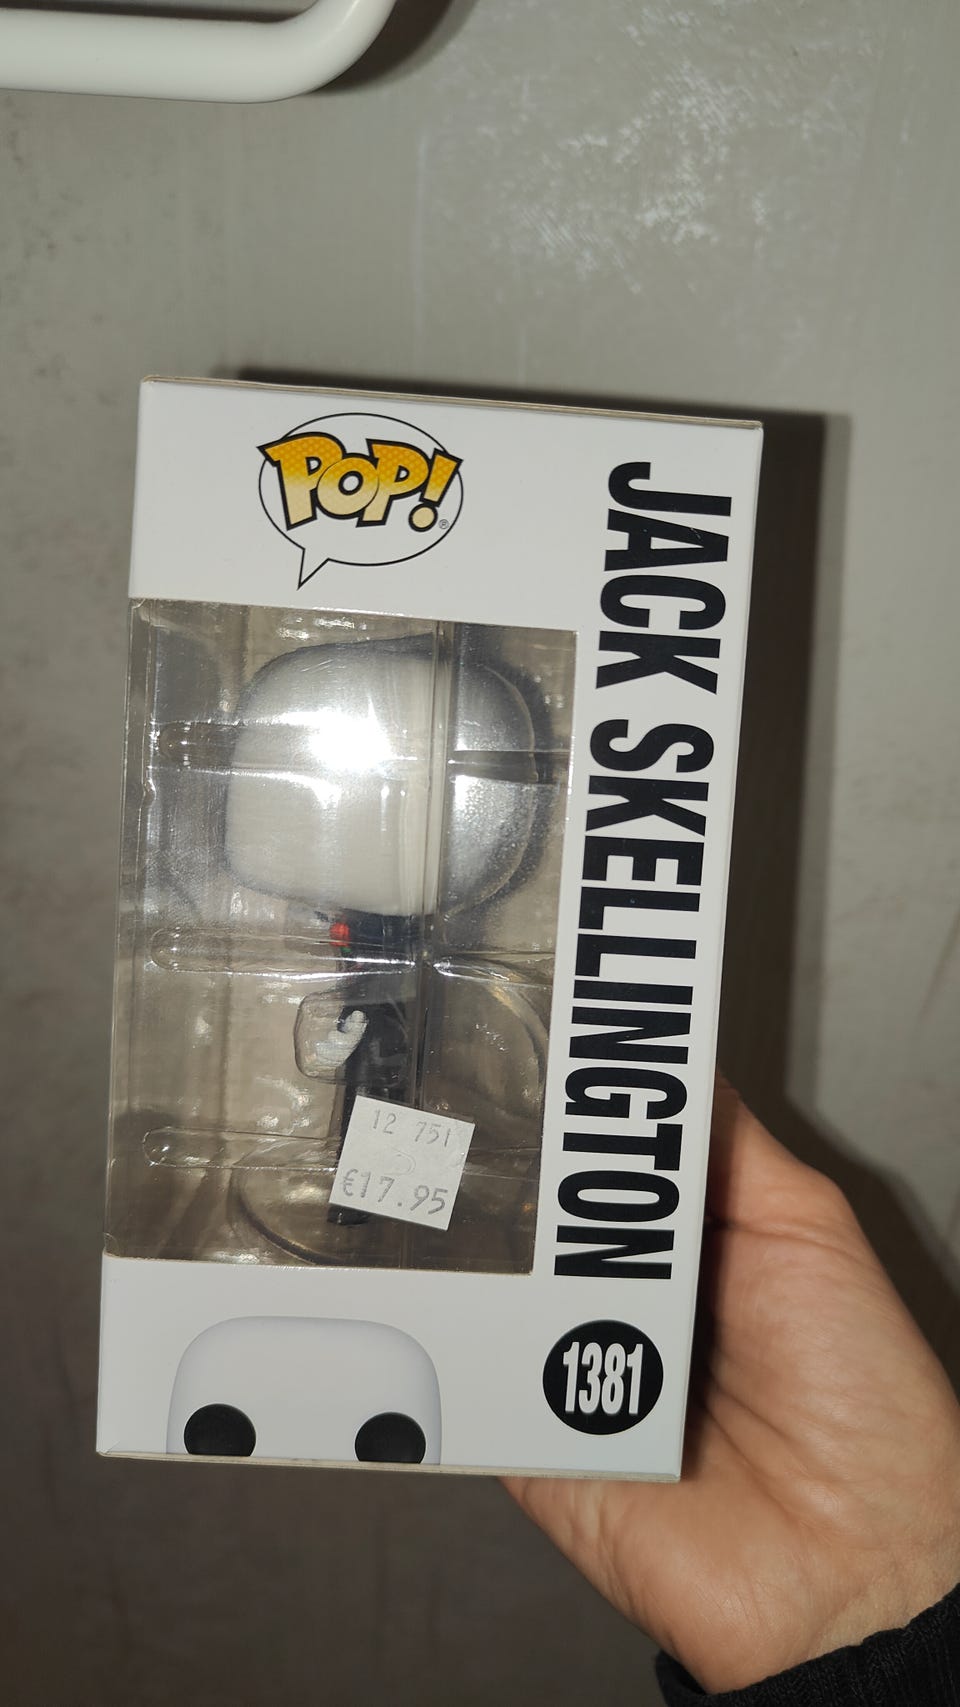 POP!
®
JACK SKELLINGTON
12 751
€17.95
1381